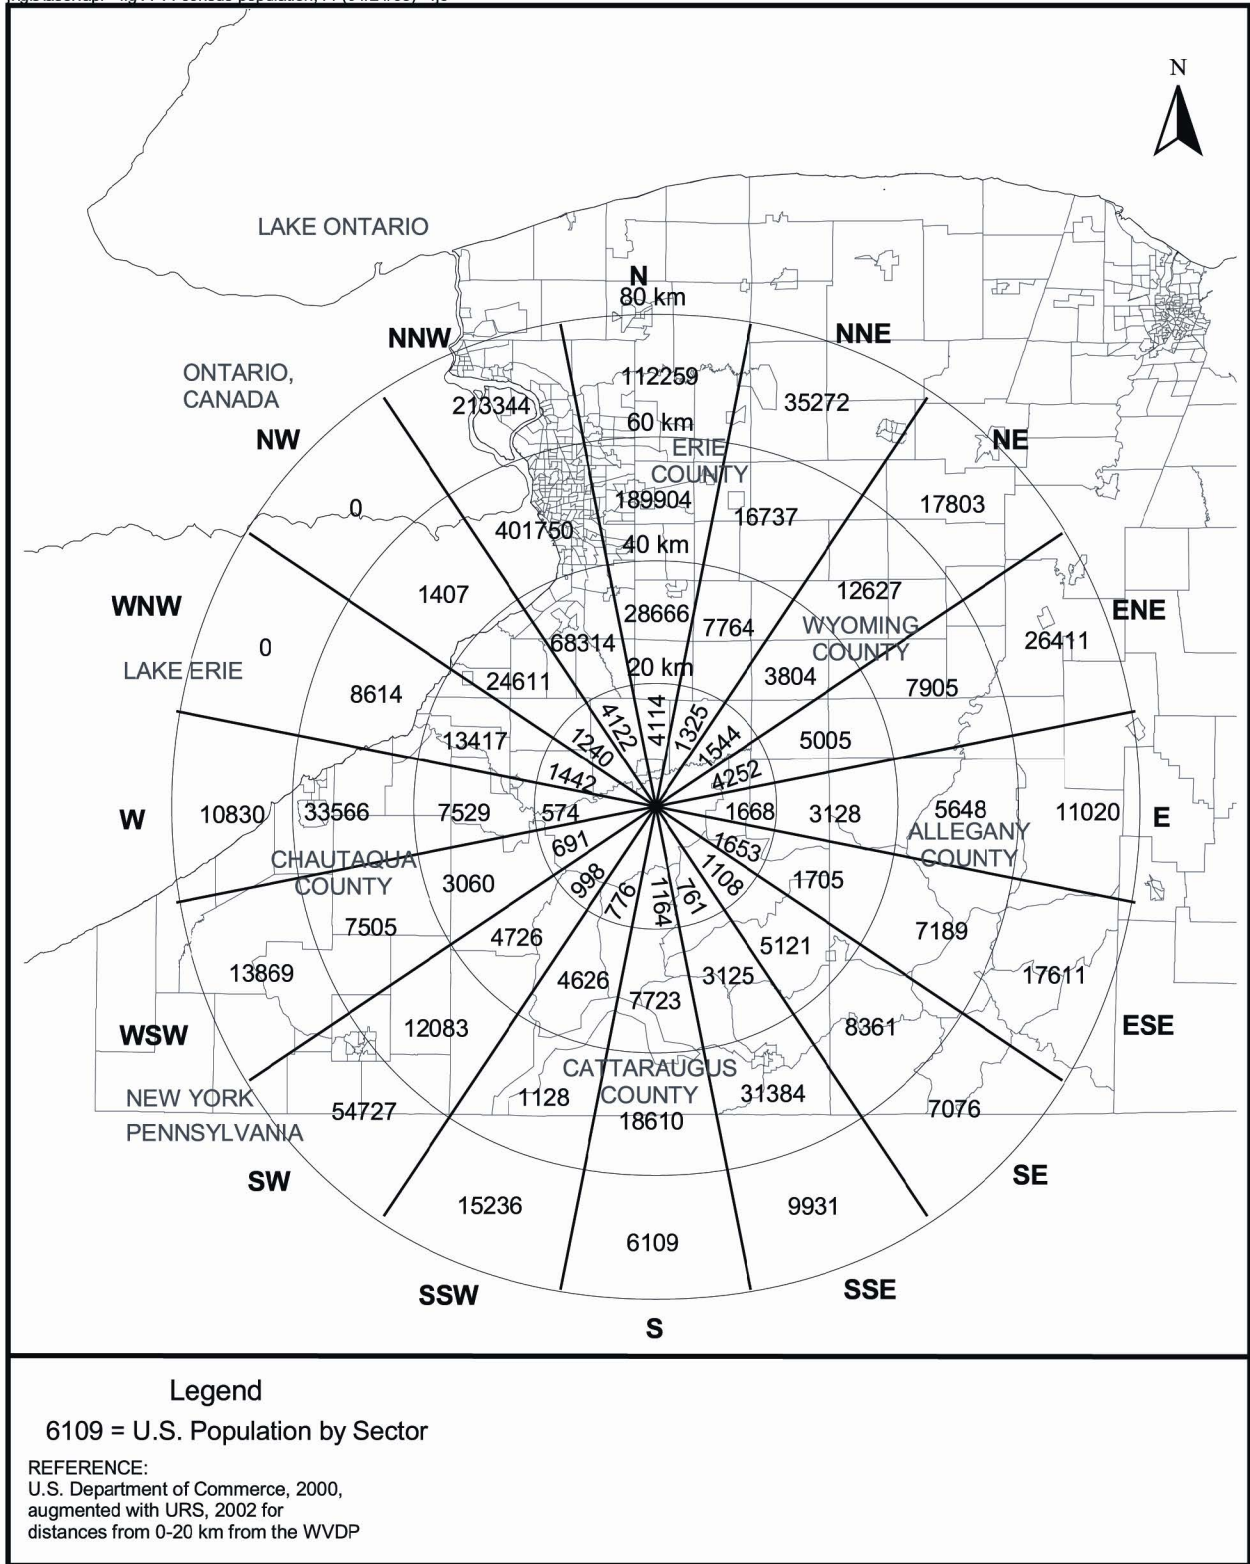 N
LAKE ONTARIO
N
80 km
NNW
NNE
ONTARIO,
CANADA
112259
213344
35272
60 km
NW
NE
ERIE
COUNTY
0
189904
17803
16737
401750
40 km
1407
12627
WNW
ENE
28666
7764
WYOMING
COUNTY
68314
26411
0
LAKE ERIE
20 km
24611
3804
8614
7905
4122
4114
1325
13417
1240
1544
5005
1442
4252
W
10830
33566
7529
574
1668
3128
5648
11020
E
691
1653
ALLEGANY
COUNTY
CHAUTAQUA
COUNTY
3060
998
776
1164
761
1108
1705
7505
4726
5121
7189
13869
4626
7723
3125
17611
WSW
12083
8361
ESE
CATTARAUGUS
COUNTY
NEW YORK
1128
31384
54727
18610
7076
PENNSYLVANIA
SW
SE
15236
9931
6109
SSW
SSE
S
Legend
6109 = U.S. Population by Sector
REFERENCE:
U.S. Department of Commerce, 2000,
augmented with URS, 2002 for
distances from 0-20 km from the WVDP